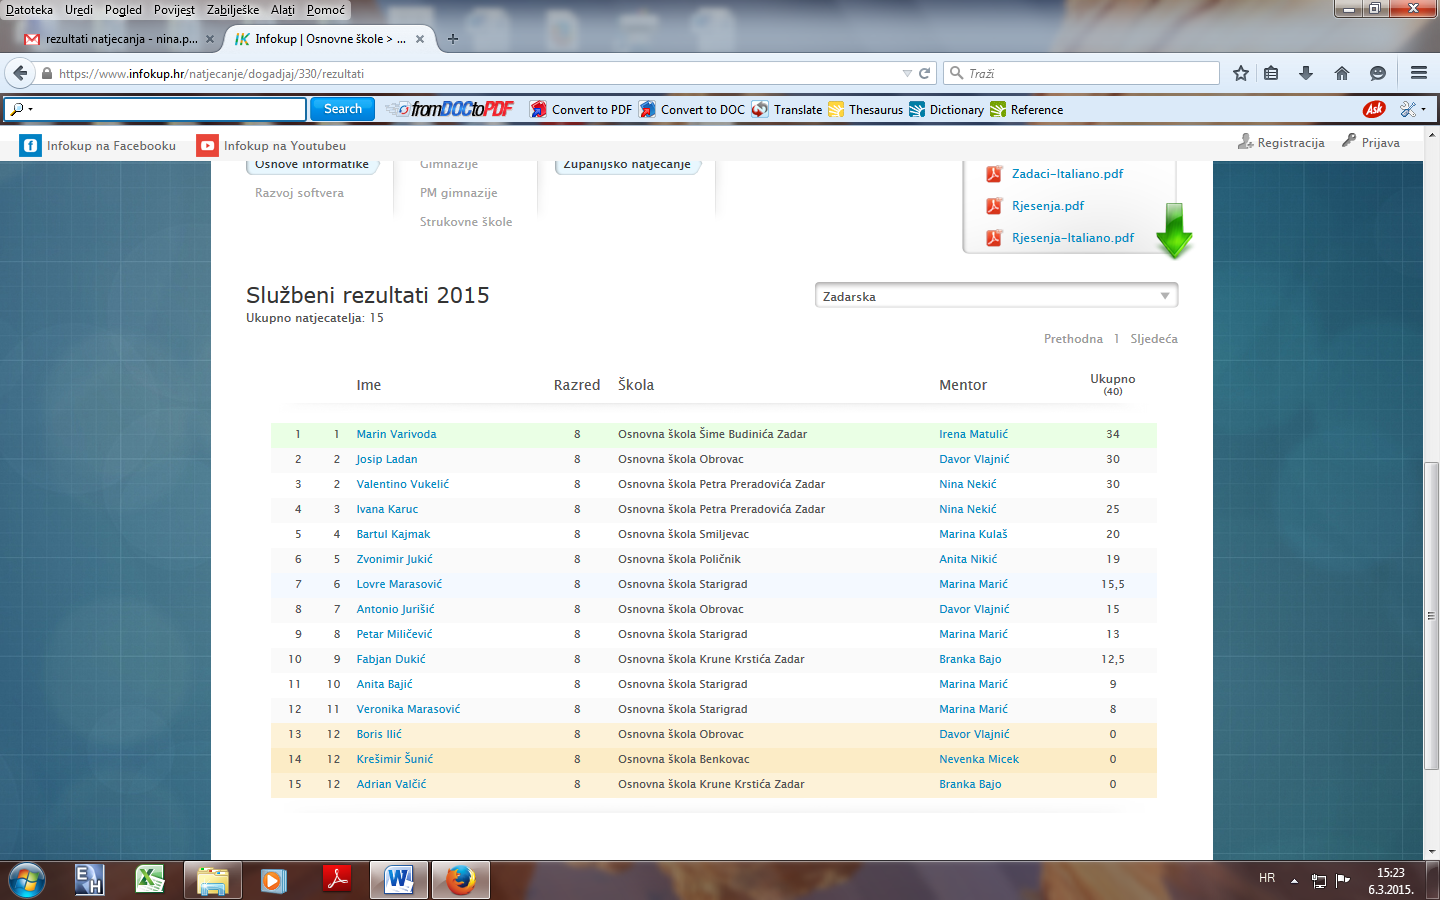 Datoteka Uredi Pogled Povijest Zabilješke Alati Pomoć
rezultati natjecanja - nina.p... Infokup | Osnovne škole > ...
https://www.infokup.hr/natjecanje/dogadjaj/330/rezultati Traži
Search fromDOCtoPDF Convert to PDF Convert to DOC Translate Thesaurus Dictionary Reference Ask
Infokup na Facebooku Infokup na Youtubeu Registracija Prijava
Osnove informatike Gimnazije Županijsko natjecanje Zadaci-Italiano.pdf
Razvoj softvera PM gimnazije Rjesenja.pdf
Strukovne škole Rjesenja-Italiano.pdf
Službeni rezultati 2015 Zadarska
Ukupno natjecatelja: 15
Prethodna 1 Sljedeća
Ime Razred Škola Mentor Ukupno (40)
1 1 Marin Varivoda 8 Osnovna škola Šime Budinića Zadar Irena Matulić 34
2 2 Josip Ladan 8 Osnovna škola Obrovac Davor Vlajnić 30
3 2 Valentino Vukelić 8 Osnovna škola Petra Preradovića Zadar Nina Nekić 30
4 3 Ivana Karuc 8 Osnovna škola Petra Preradovića Zadar Nina Nekić 25
5 4 Bartul Kajmak 8 Osnovna škola Smiljevac Marina Kulaš 20
6 5 Zvonimir Jukić 8 Osnovna škola Poličnik Anita Nikić 19
7 6 Lovre Marasović 8 Osnovna škola Starigrad Marina Marić 15,5
8 7 Antonio Jurišić 8 Osnovna škola Obrovac Davor Vlajnić 15
9 8 Petar Miličević 8 Osnovna škola Starigrad Marina Marić 13
10 9 Fabjan Dukić 8 Osnovna škola Krune Krstića Zadar Branka Bajo 12,5
11 10 Anita Bajić 8 Osnovna škola Starigrad Marina Marić 9
12 11 Veronika Marasović 8 Osnovna škola Starigrad Marina Marić 8
13 12 Boris Ilić 8 Osnovna škola Obrovac Davor Vlajnić 0
14 12 Krešimir Šunić 8 Osnovna škola Benkovac Nevenka Micek 0
15 12 Adrian Valčić 8 Osnovna škola Krune Krstića Zadar Branka Bajo 0
HR 15:23
6.3.2015.